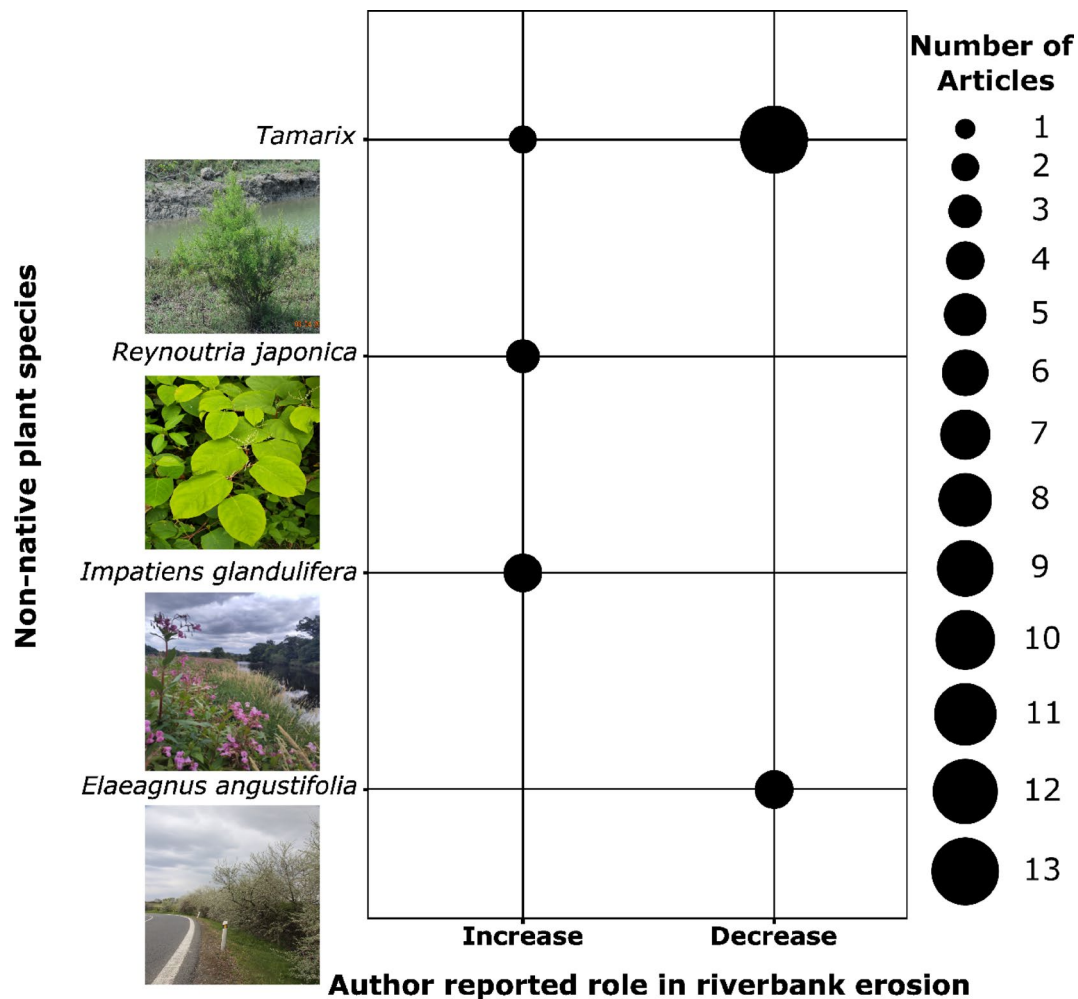 Number of
Articles
Tamarix
Reynoutria japonica
Impatiens glandulifera
Elaeagnus angustifolia
Non-native plant species
1
2
3
4
5
6
7
8
9
10
11
12
13
Increase
Decrease
Author reported role in riverbank erosion